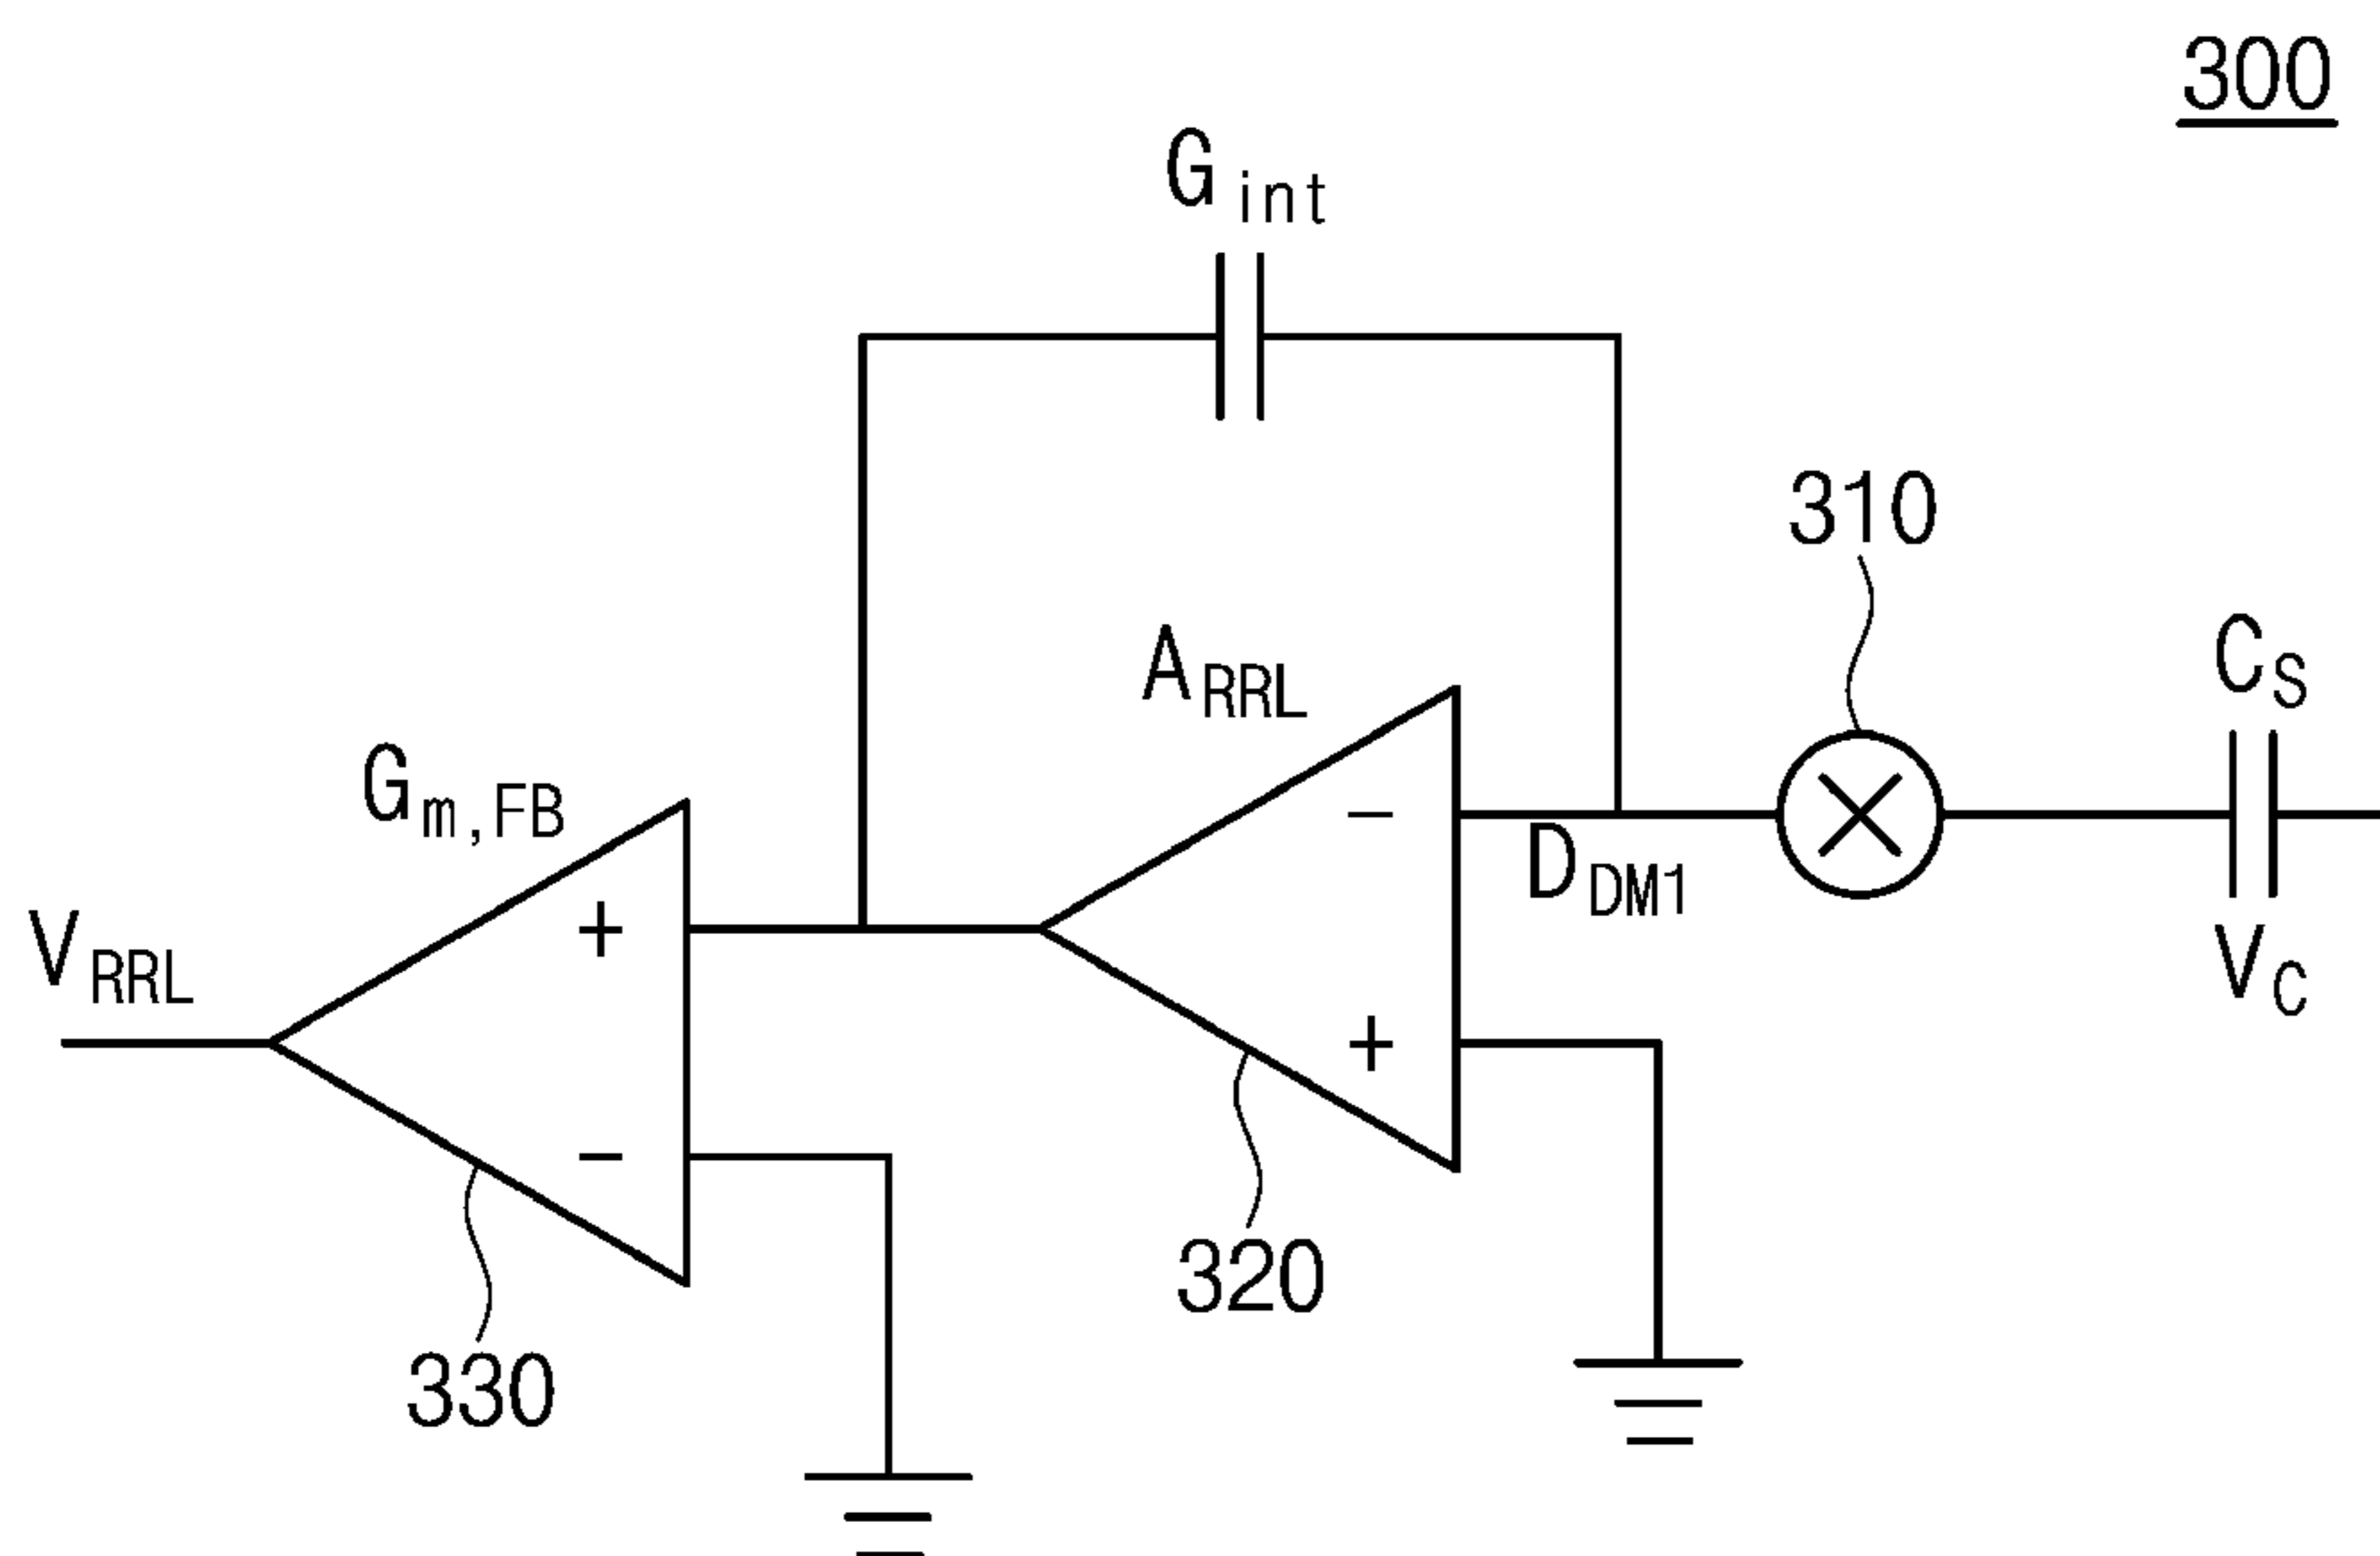 300
Gint
310
CS
ARRL
Gm,FB
−
DDM1
+
VRRL
VC
+
−
320
330